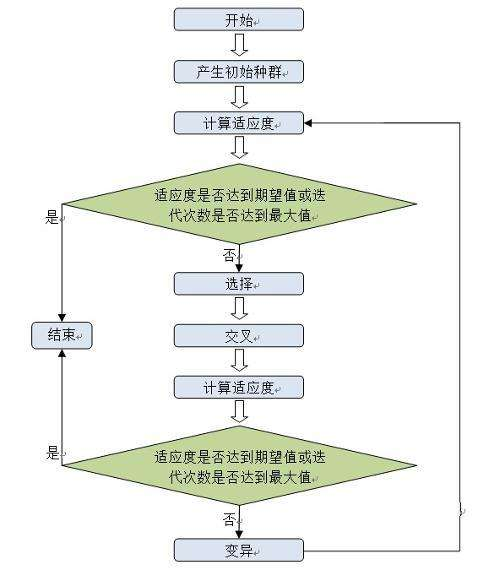 开始
产生初始种群
计算适应度
适应度是否达到期望值或迭
代次数是否达到最大值
是
否
选择
结束
交叉
计算适应度
适应度是否达到期望值或迭
代次数是否达到最大值
是
否
变异